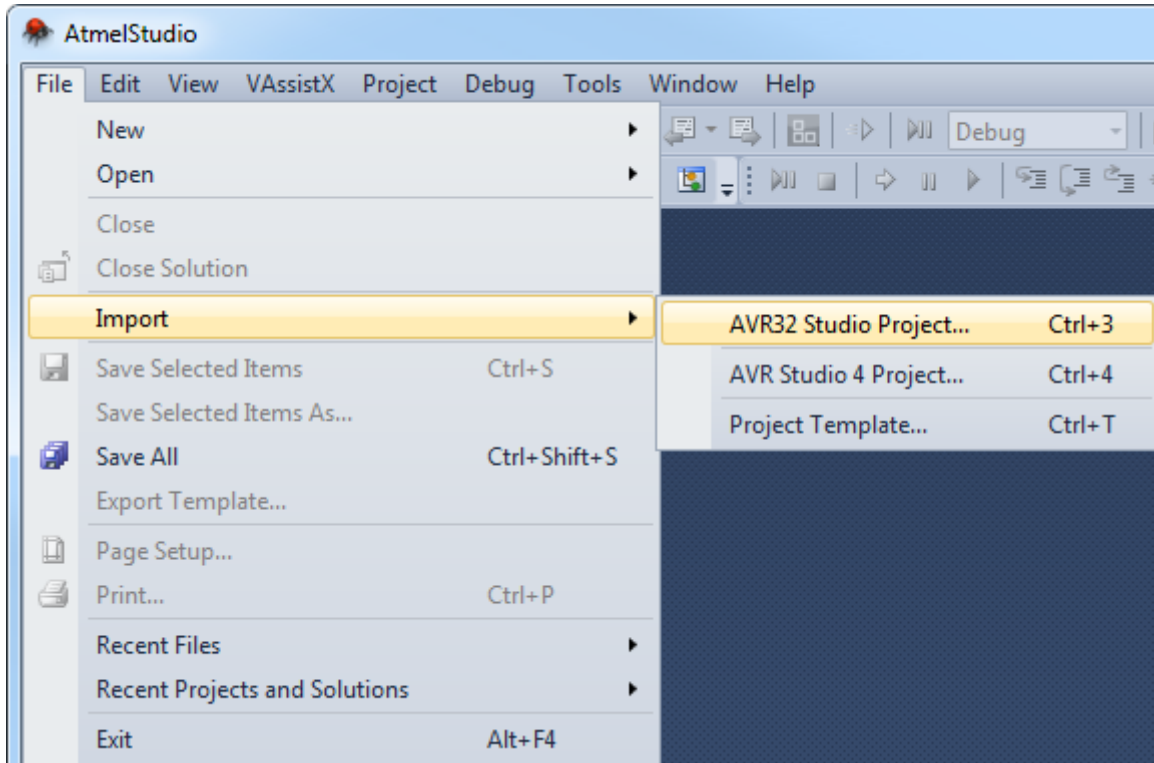 AtmelStudio
File Edit View VAssistX Project Debug Tools Window Help
New
Debug
Open
Close
Close Solution
Import
AVR32 Studio Project... Ctrl+3
Save Selected Items Ctrl+S
AVR Studio 4 Project... Ctrl+4
Save Selected Items As...
Project Template... Ctrl+T
Save All Ctrl+Shift+S
Export Template...
Page Setup...
Print... Ctrl+P
Recent Files
Recent Projects and Solutions
Exit Alt+F4